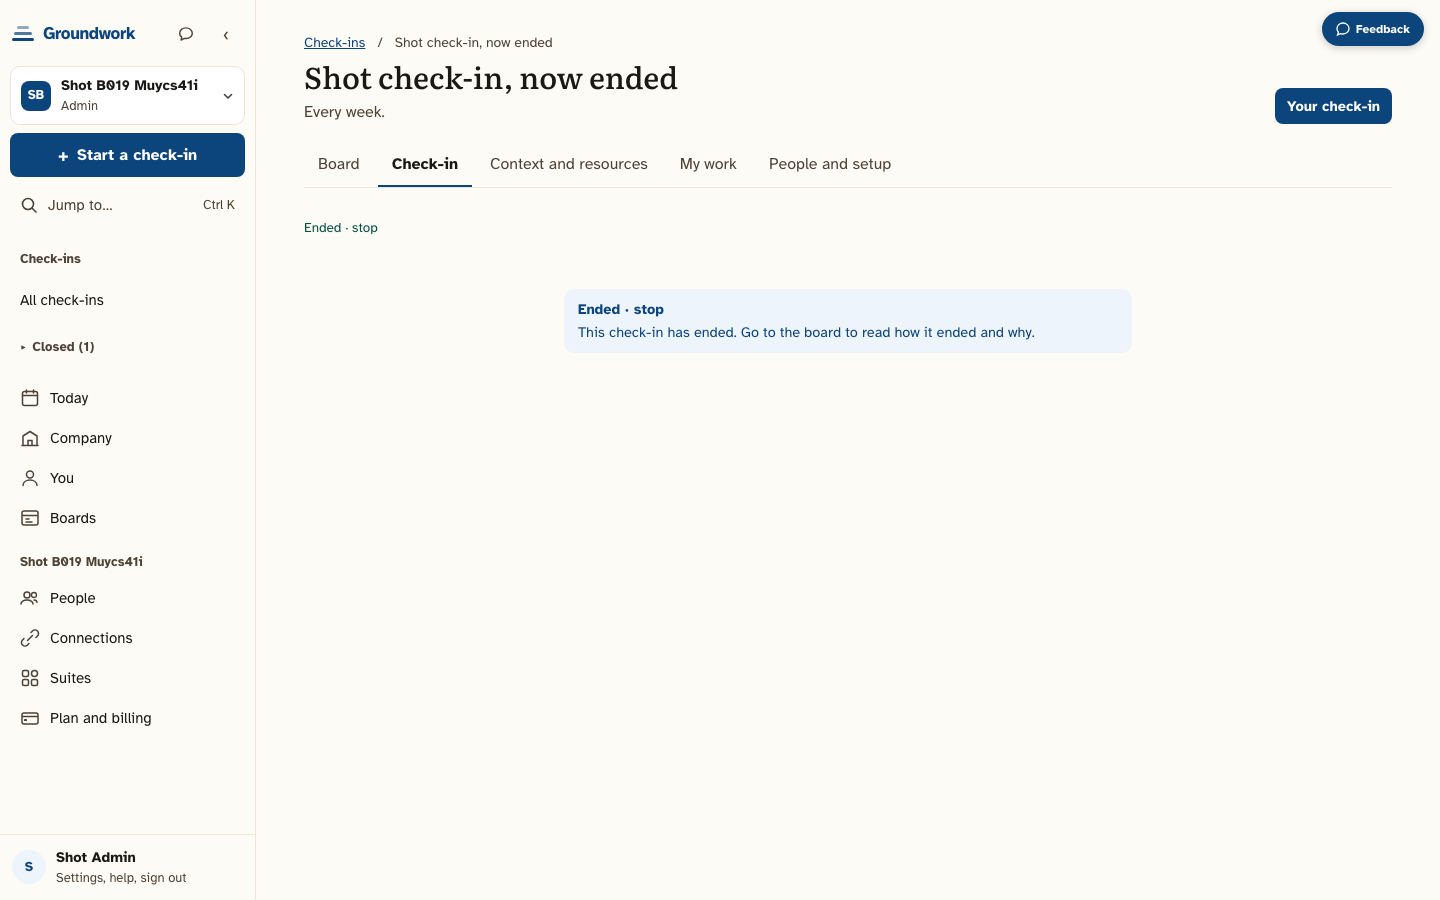 Groundwork
SB
Shot B019 Muycs41i
Admin
+ Start a check-in
Jump to...
Ctrl K
Check-ins
All check-ins
Closed (1)
Today
Company
You
Boards
Shot B019 Muycs41i
People
Connections
Suites
Plan and billing
S
Shot Admin
Settings, help, sign out
Check-ins / Shot check-in, now ended
Feedback
Shot check-in, now ended
Every week.
Your check-in
Board
Check-in
Context and resources
My work
People and setup
Ended · stop
Ended · stop
This check-in has ended. Go to the board to read how it ended and why.